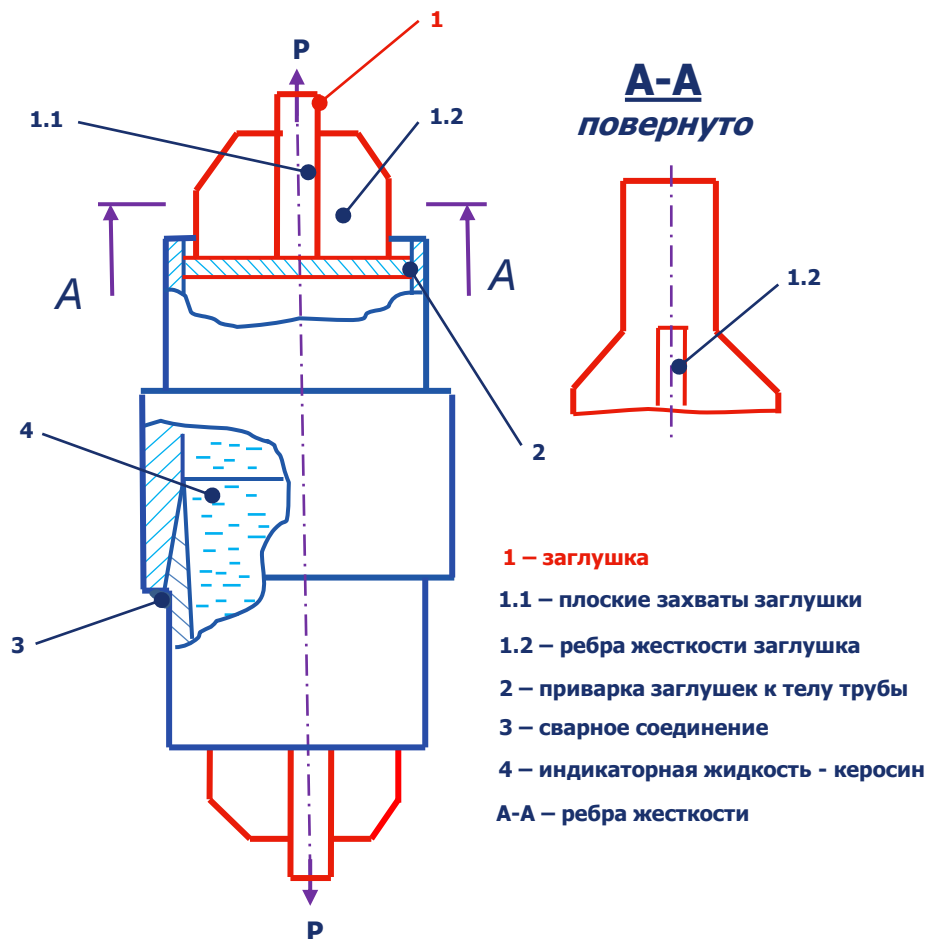 1
P
1.1
1.2
А-А
повернуто
А
А
1.2
4
2
3
1 – заглушка
1.1 – плоские захваты заглушки
1.2 – ребра жесткости заглушка
2 – приварка заглушек к телу трубы
3 – сварное соединение
4 – индикаторная жидкость - керосин
А-А – ребра жесткости
P